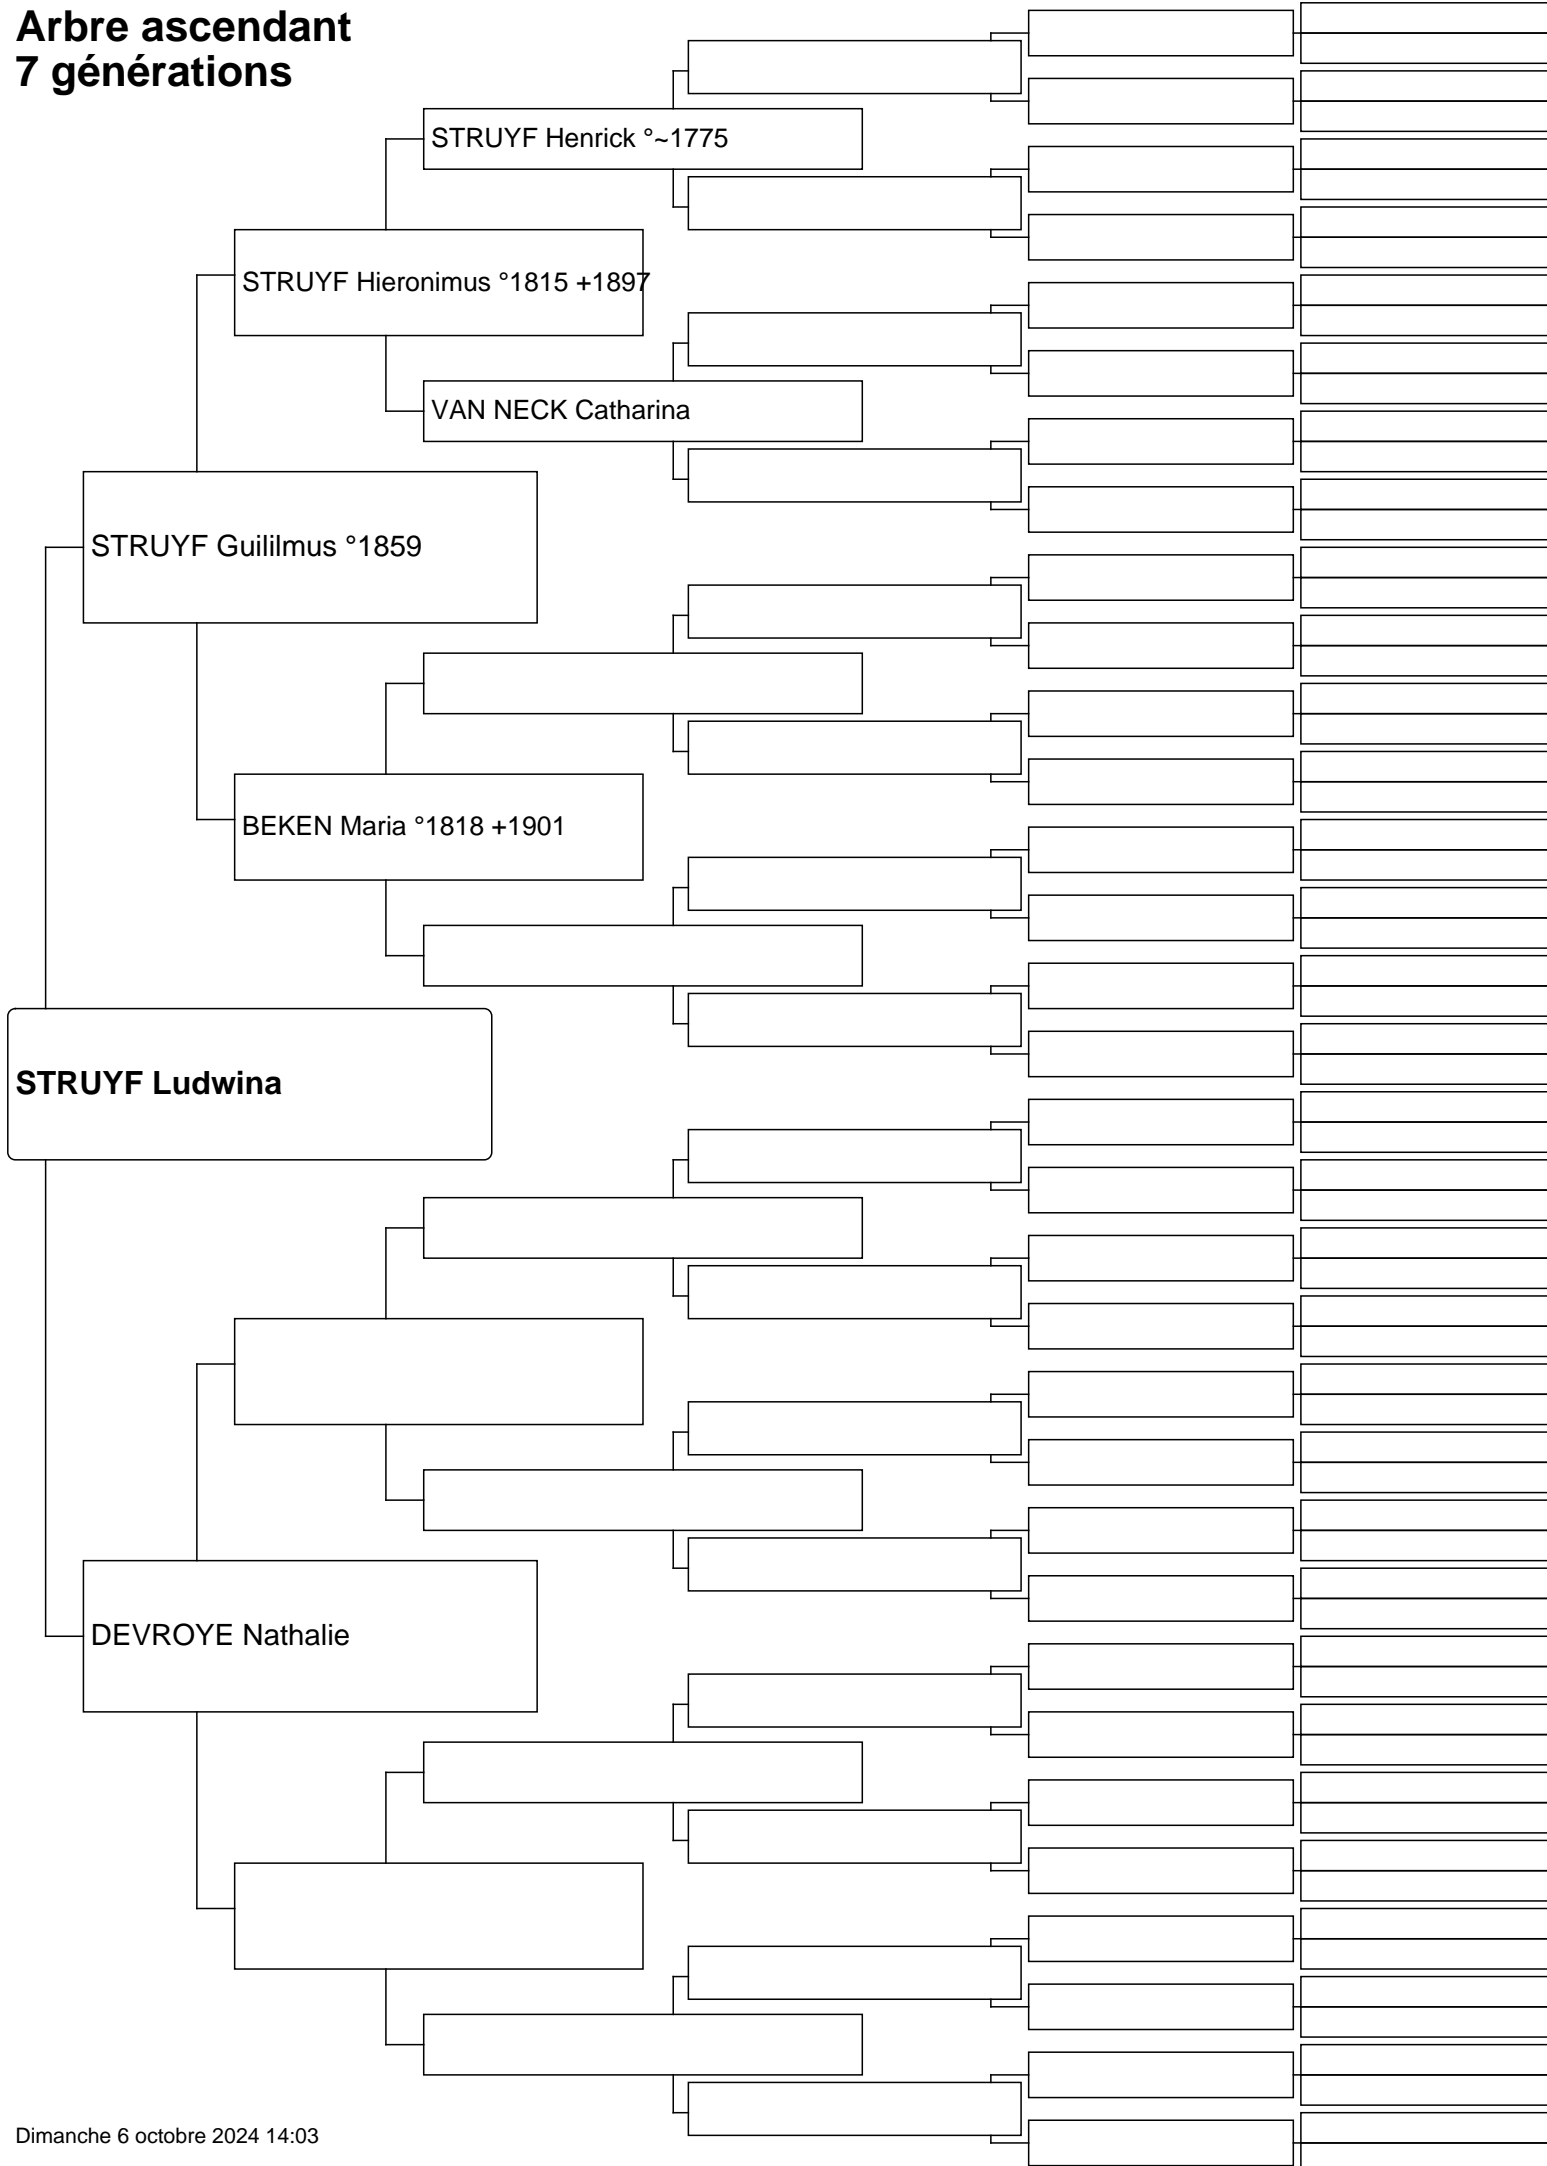 Arbre ascendant
7 générations
STRUYF Henrick °~1775
STRUYF Hieronimus °1815 +1897
VAN NECK Catharina
STRUYF Guililmus °1859
BEKEN Maria °1818 +1901
STRUYF Ludwina
DEVROYE Nathalie
Dimanche 6 octobre 2024 14:03